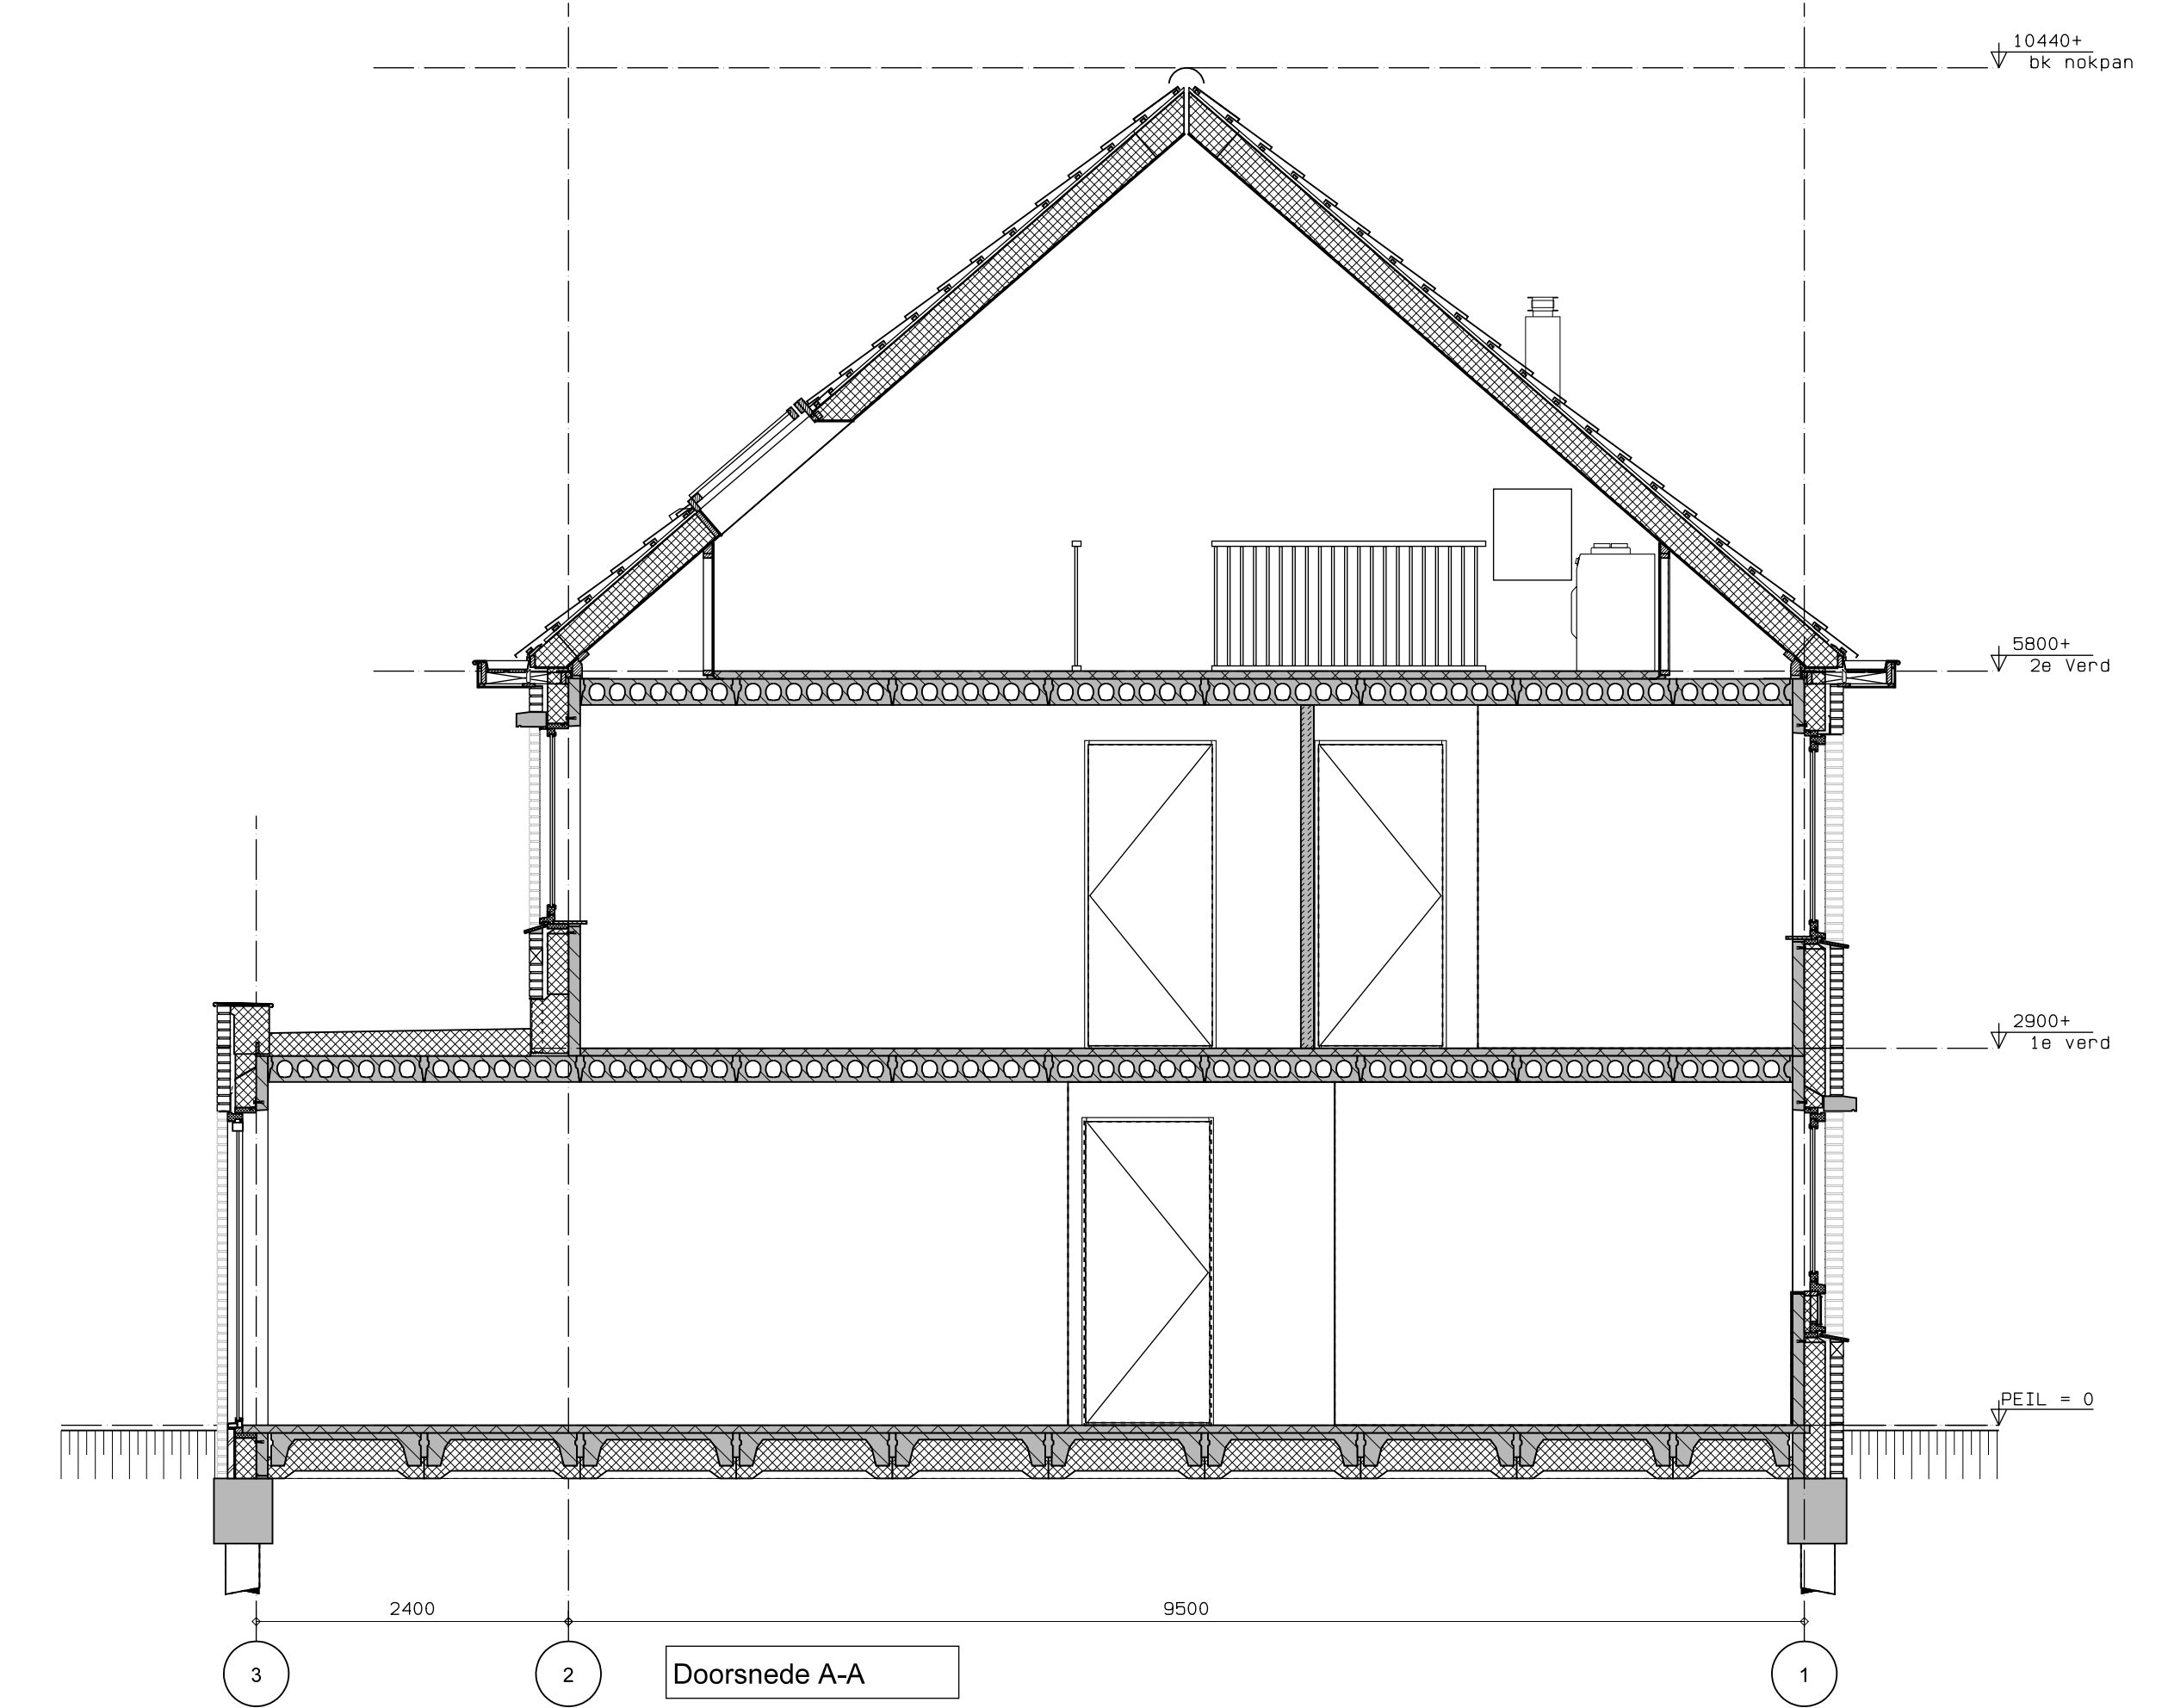 10440+
bk nokpan
5800+
2e Verd
2900+
1e verd
PEIL = 0
2400
9500
3
2
1
Doorsnede A-A